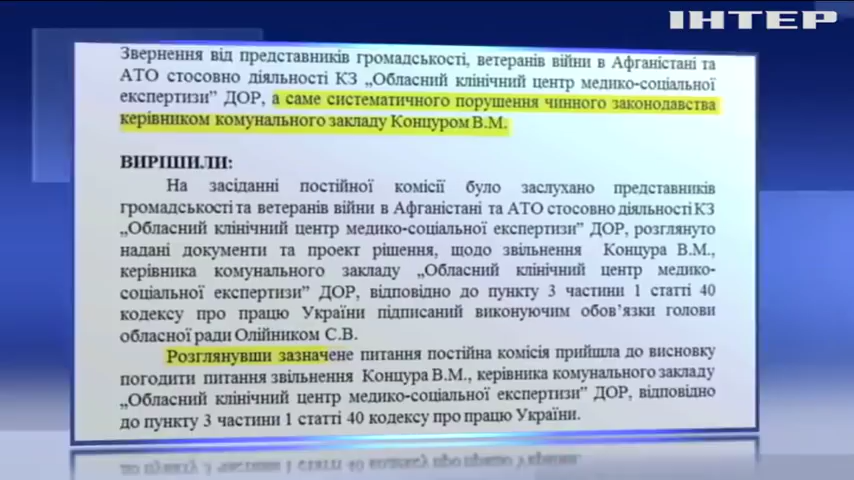 ІНТЕР
Звернення від представників громадськості, ветеранів війни в Афганістані та
АТО стосовно діяльності КЗ „Обласний клінічний центр медико-соціальної
експертизи” ДОР, а саме систематичного порушення чинного законодавства
керівником комунального закладу Концуром В.М.
ВИРІШИЛИ:
На засіданні постійної комісії було заслухано представників
громадськості та ветеранів війни в Афганістані та АТО стосовно діяльності КЗ
„Обласний клінічний центр медико-соціальної експертизи” ДОР, розглянуто
надані документи та проект рішення, щодо звільнення Концура В.М.,
керівника комунального закладу „Обласний клінічний центр медико-
соціальної експертизи” ДОР, відповідно до пункту 3 частини 1 статті 40
кодексу про працю України підписаний виконуючим обов’язки голови
обласної ради Олійником С.В.
Розглянувши зазначене питання постійна комісія прийшла до висновку
погодити питання звільнення Концура В.М., керівника комунального закладу
„Обласний клінічний центр медико-соціальної експертизи” ДОР, відповідно
до пункту 3 частини 1 статті 40 кодексу про працю України.